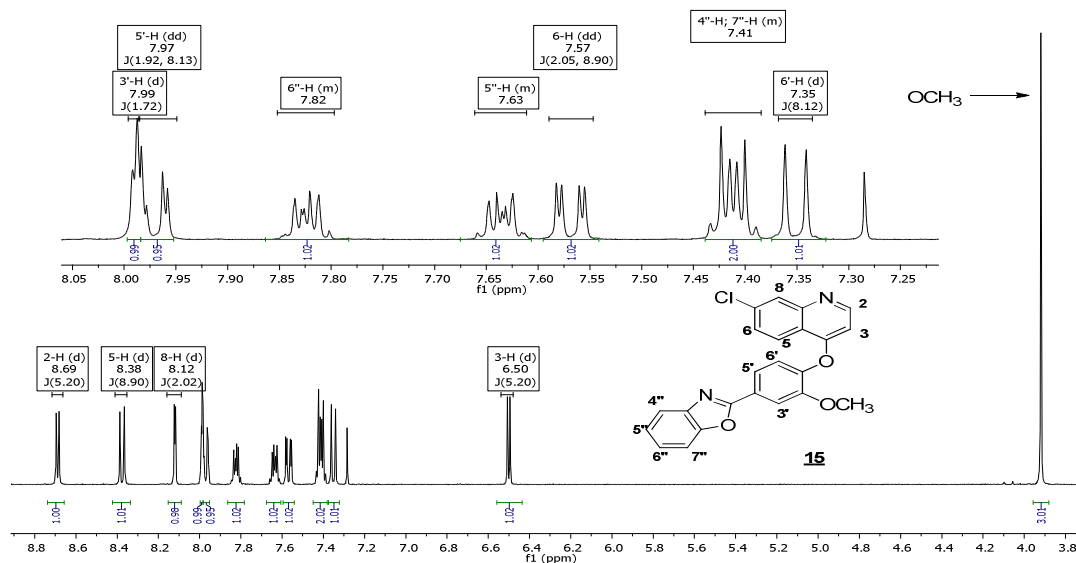 5'-H (dd)
7.97
J(1.92, 8.13)
3'-H (d)
7.99
J(1.72)
6''-H (m)
7.82
5''-H (m)
7.63
6-H (dd)
7.57
J(2.05, 8.90)
4''-H; 7''-H (m)
7.41
6'-H (d)
7.35
J(8.12)
OCH3
0.99
0.95
1.02
1.02
1.02
2.00
1.01
8.05 8.00 7.95 7.90 7.85 7.80 7.75 7.70 7.65 7.60 7.55 7.50 7.45 7.40 7.35 7.30 7.25
f1 (ppm)
2-H (d)
8.69
J(5.20)
5-H (d)
8.38
J(8.90)
8-H (d)
8.12
J(2.02)
3-H (d)
6.50
J(5.20)
Cl
8
N
2
6
5
3
O
6'
5'
N
OCH3
3'
4''
5''
O
6''
7''
15
1.00
1.01
0.98
0.99
0.95
1.02
1.02
1.02
2.02
1.01
1.02
3.01
8.8 8.6 8.4 8.2 8.0 7.8 7.6 7.4 7.2 7.0 6.8 6.6 6.4 6.2 6.0 5.8 5.6 5.4 5.2 5.0 4.8 4.6 4.4 4.2 4.0 3.8
f1 (ppm)